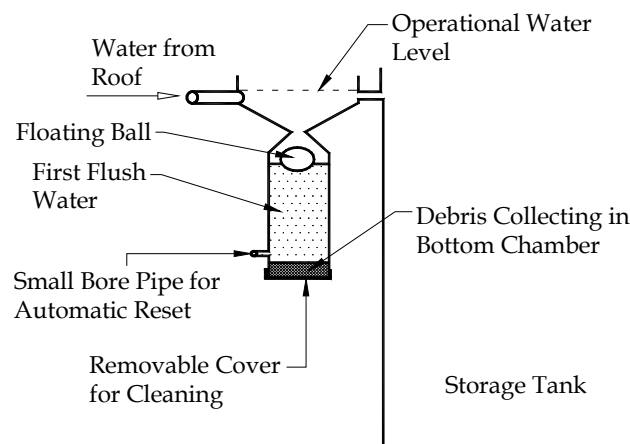 Operational Water
Level
Water from
Roof
Floating Ball
First Flush
Water
Debris Collecting in
Bottom Chamber
Small Bore Pipe for
Automatic Reset
Removable Cover
for Cleaning
Storage Tank